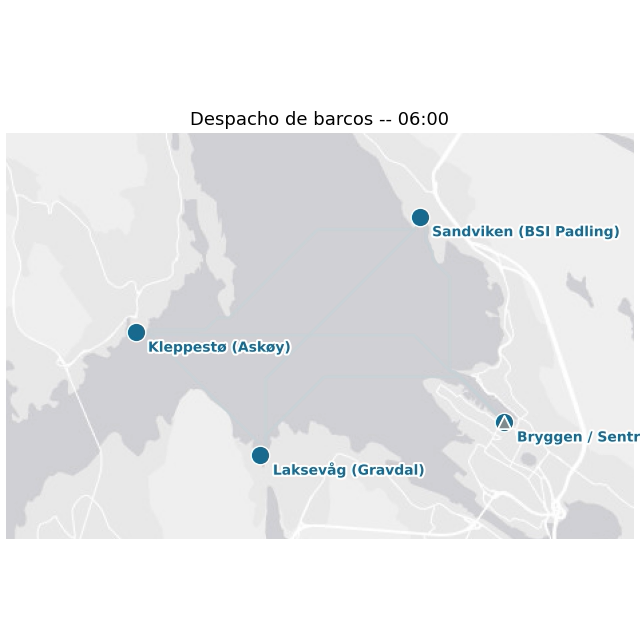 Despacho de barcos -- 06:00
Sandviken (BSI Padling)
Kleppestø (Askøy)
Bryggen / Sentr
Laksevåg (Gravdal)